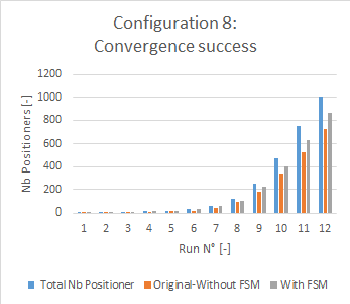 Configuration 8:
Convergence success
Nb Positioners [-]
1200
1000
800
600
400
200
0
1 2 3 4 5 6 7 8 9 10 11 12
Run N° [-]
Total Nb Positioner Original-Without FSM With FSM